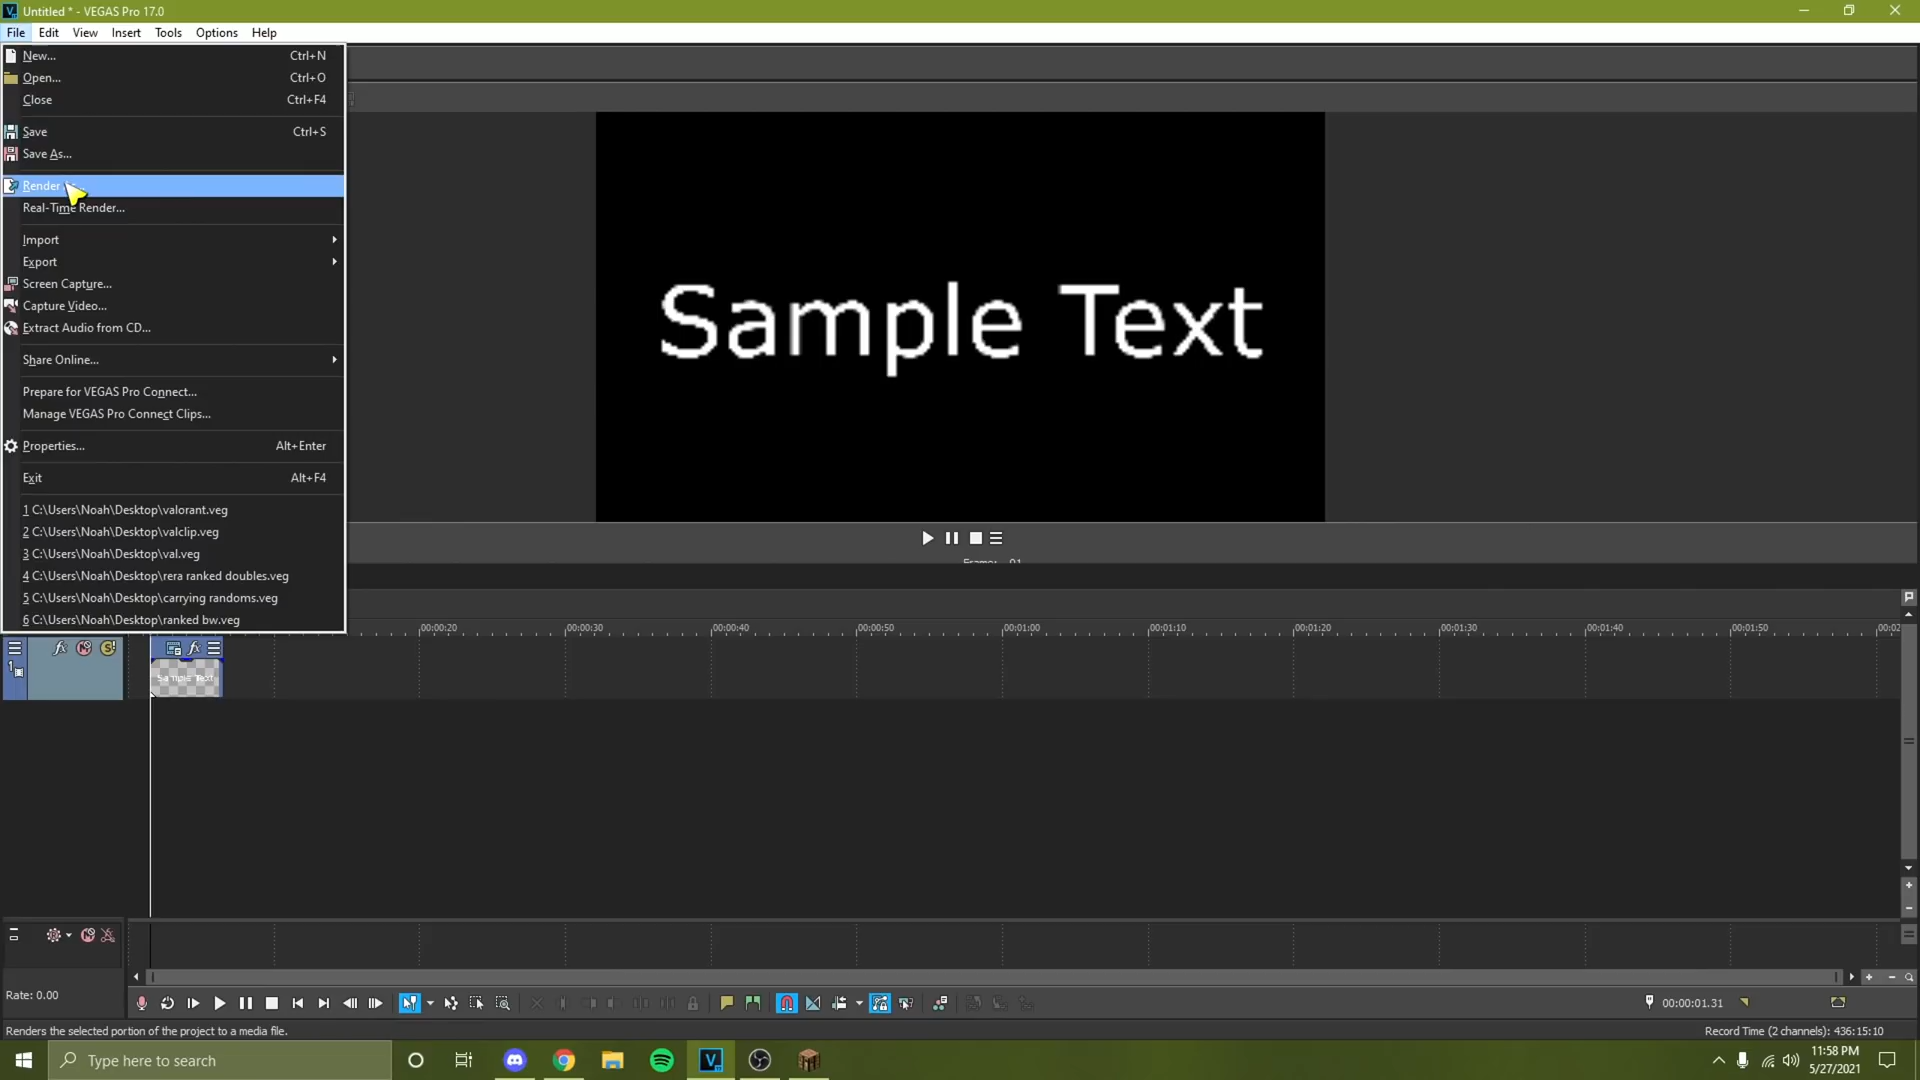 Untitled * - VEGAS Pro 17.0
File Edit View Insert Tools Options Help
New... Ctrl+N
Open... Ctrl+O
Close Ctrl+F4
Save Ctrl+S
Save As...
Render
Real-Time Render...
Import
Export
Screen Capture...
Capture Video...
Extract Audio from CD...
Share Online...
Prepare for VEGAS Pro Connect...
Manage VEGAS Pro Connect Clips...
Properties... Alt+Enter
Exit Alt+F4
1 C:\Users\Noah\Desktop\valorant.veg
2 C:\Users\Noah\Desktop\valclip.veg
3 C:\Users\Noah\Desktop\val.veg
4 C:\Users\Noah\Desktop\rera ranked doubles.veg
5 C:\Users\Noah\Desktop\carrying randoms.veg
6 C:\Users\Noah\Desktop\ranked bw.veg
Sample Text
00:00:20 00:00:30 00:00:40 00:00:50 00:01:00 00:01:10 00:01:20 00:01:30 00:01:40 00:01:50
1
Sample Text
Rate: 0.00
00:00:01.31
Renders the selected portion of the project to a media file.
Record Time (2 channels): 436:15:10
Type here to search
11:58 PM
5/27/2021